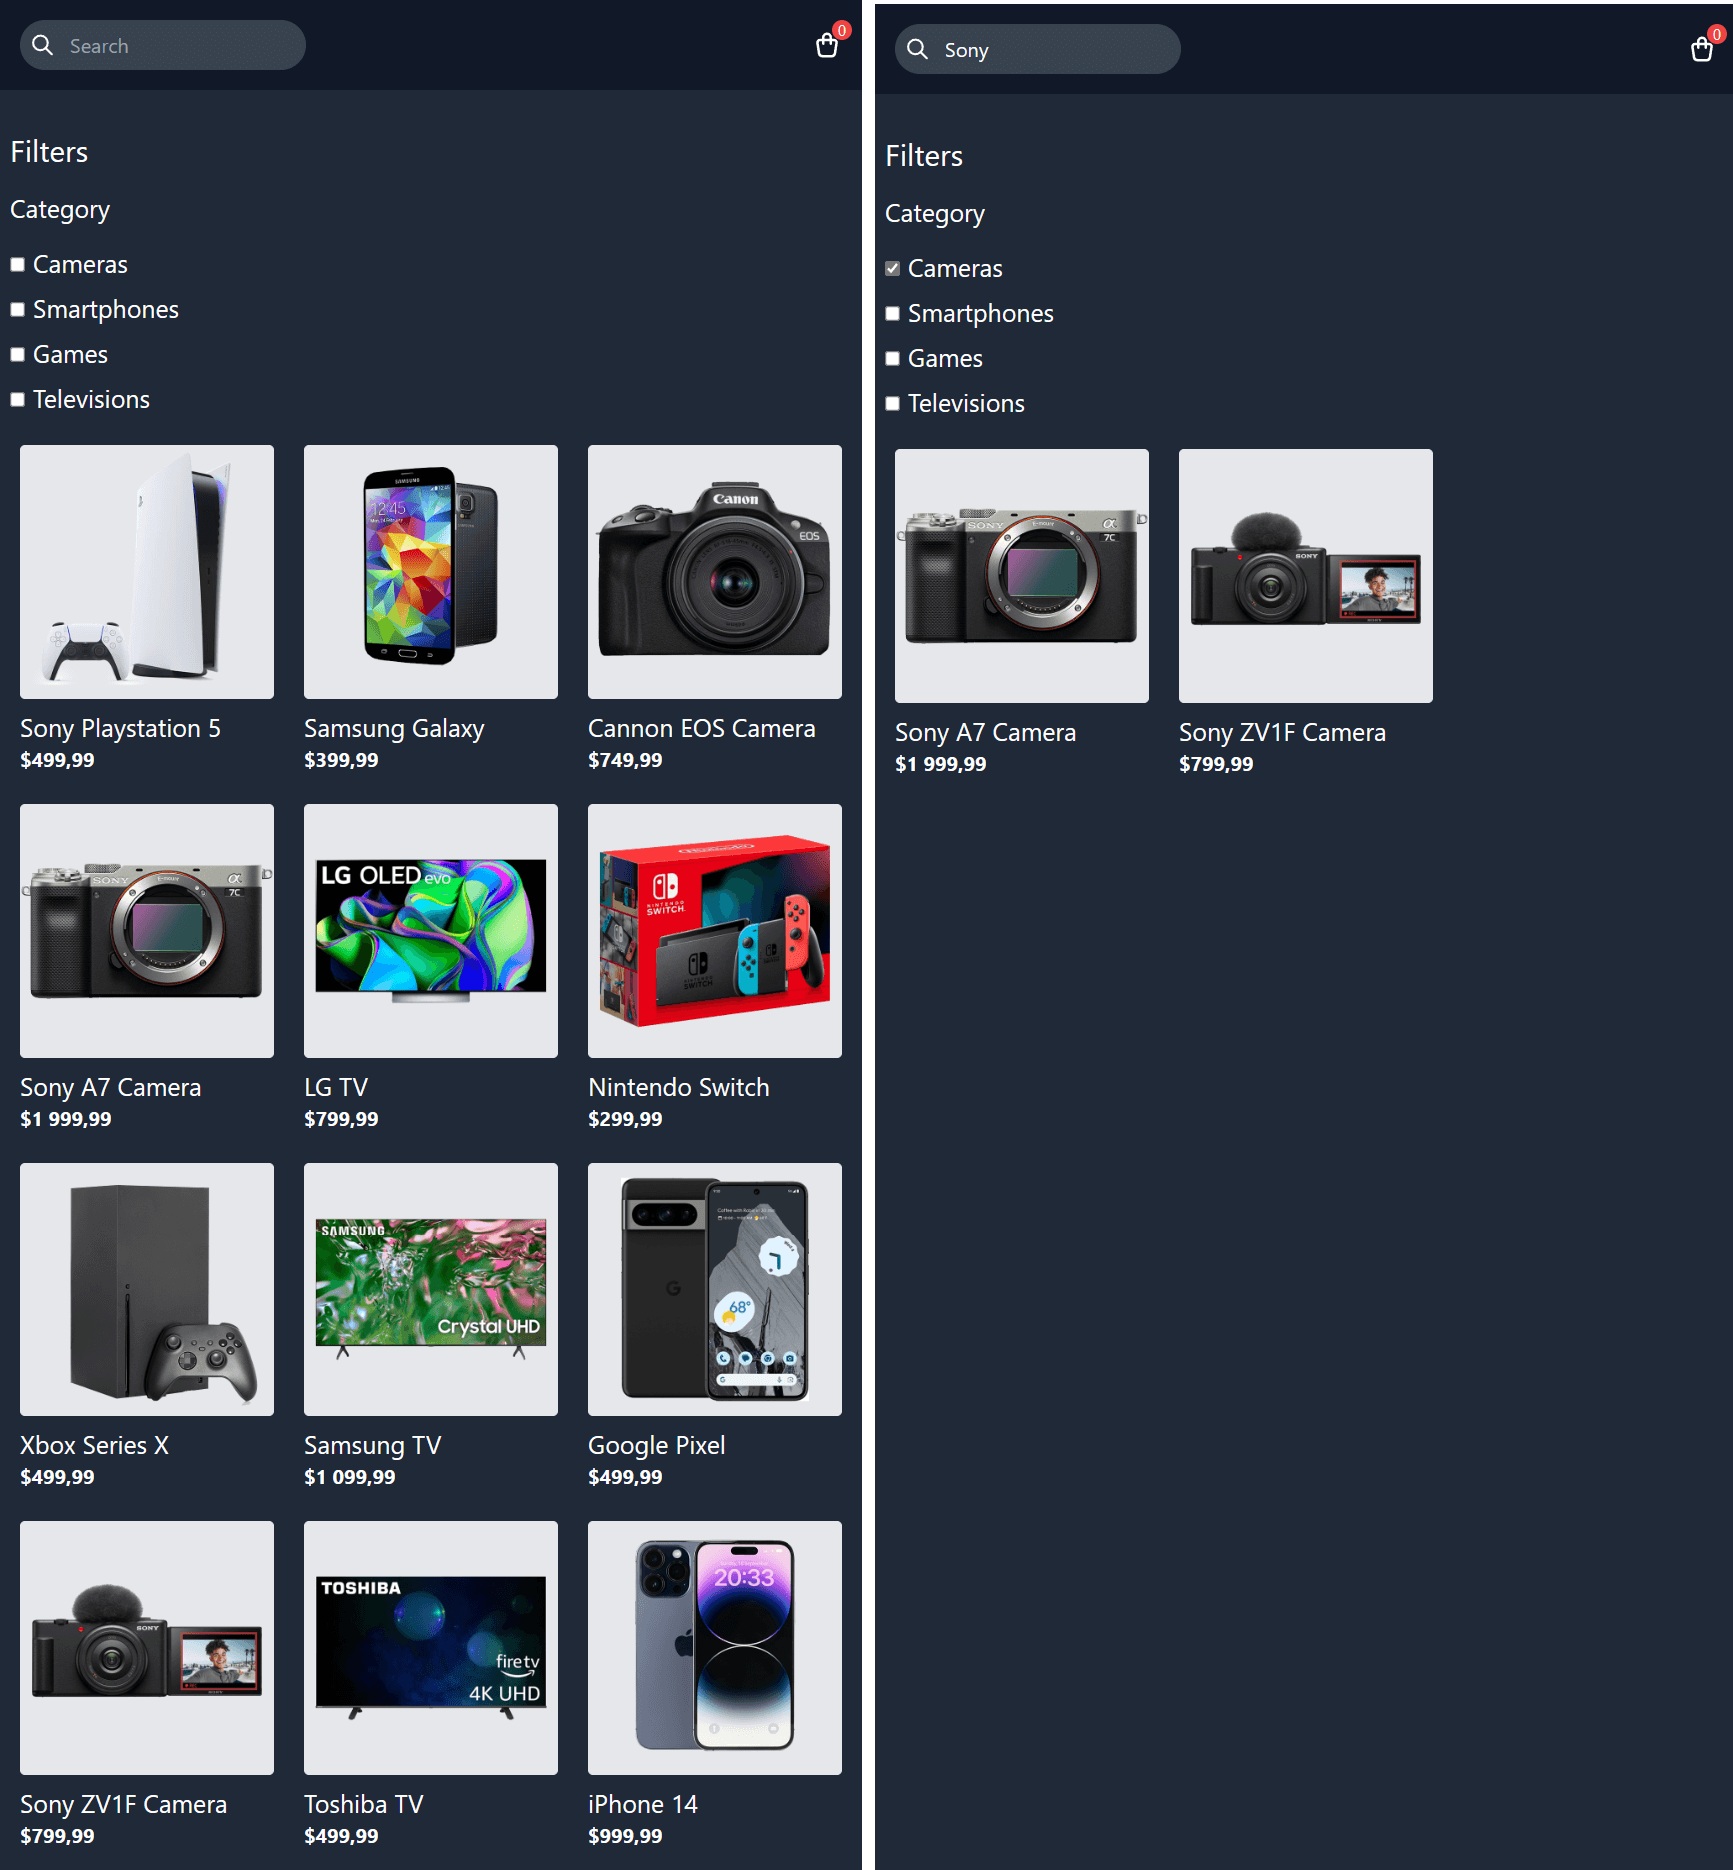 Search
0
Filters
Category
Cameras
Smartphones
Games
Televisions
SAMSUNG
12:45
Canon
EOS
Sony Playstation 5
$499,99
Samsung Galaxy
$399,99
Cannon EOS Camera
$749,99
SONY
α
7C
LG OLED evo
NINTENDO
SWITCH
NINTENDO
SWITCH
Sony A7 Camera
$1 999,99
LG TV
$799,99
Nintendo Switch
$299,99
SAMSUNG
Crystal UHD
68°
G
Xbox Series X
$499,99
Samsung TV
$1 099,99
Google Pixel
$499,99
SONY
TOSHIBA
firetv
4K UHD
20:33
Sony ZV1F Camera
$799,99
Toshiba TV
$499,99
iPhone 14
$999,99
Sony
0
Filters
Category
Cameras
Smartphones
Games
Televisions
SONY
E-mount
α
7C
SONY
Sony A7 Camera
$1 999,99
Sony ZV1F Camera
$799,99